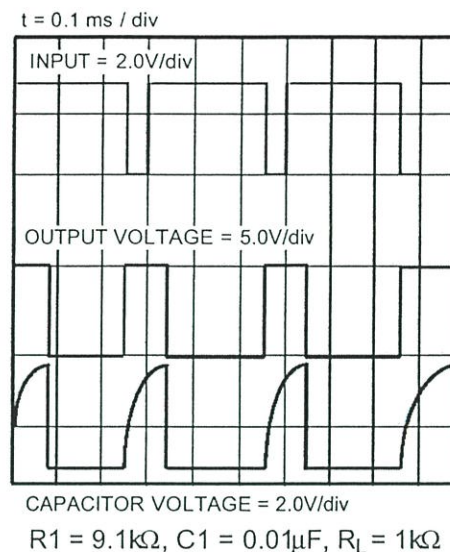 t = 0.1 ms / div
INPUT = 2.0V/div
OUTPUT VOLTAGE = 5.0V/div
CAPACITOR VOLTAGE = 2.0V/div
R1 = 9.1kΩ, C1 = 0.01μF, RL = 1kΩ